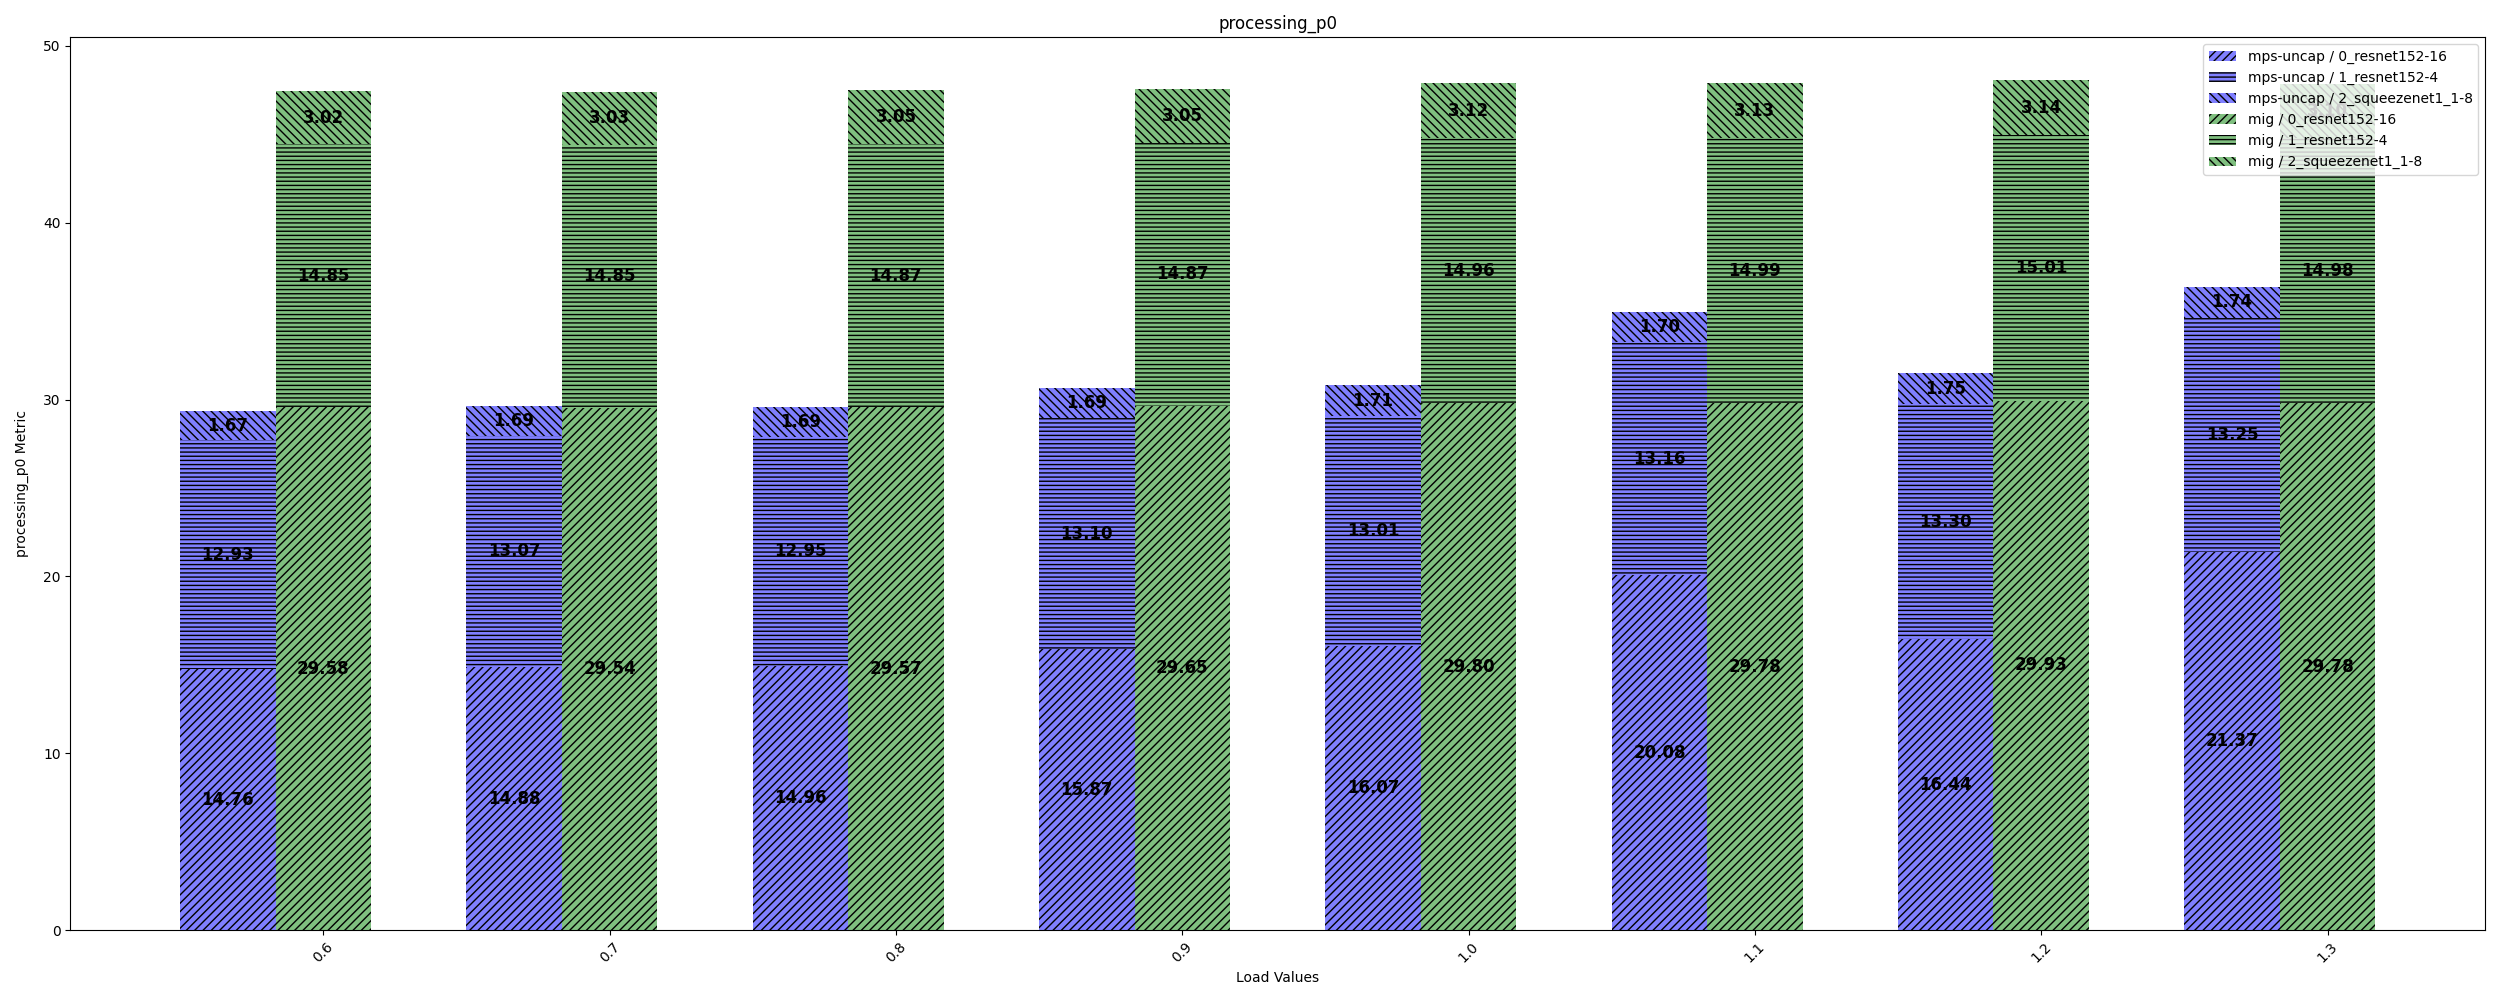 processing_p0
mps-uncap / 0_resnet152-16
mps-uncap / 1_resnet152-4
mps-uncap / 2_squeezenet1_1-8
mig / 0_resnet152-16
mig / 1_resnet152-4
mig / 2_squeezenet1_1-8
processing_p0 Metric
50
40
30
20
10
0
3.02 3.03 3.05 3.05 3.12 3.13 3.14
14.85 14.85 14.87 14.87 14.96 14.99 15.01 14.98
1.67 1.69 1.69 1.69 1.71 1.70 1.75 1.74
12.93 13.07 12.95 13.10 13.01 13.16 13.30 13.25
29.58 29.54 29.57 29.65 29.80 29.78 29.93 29.78
14.76 14.88 14.96 15.87 16.07 20.08 16.44 21.37
0.6 0.7 0.8 0.9 1.0 1.1 1.2 1.3
Load Values